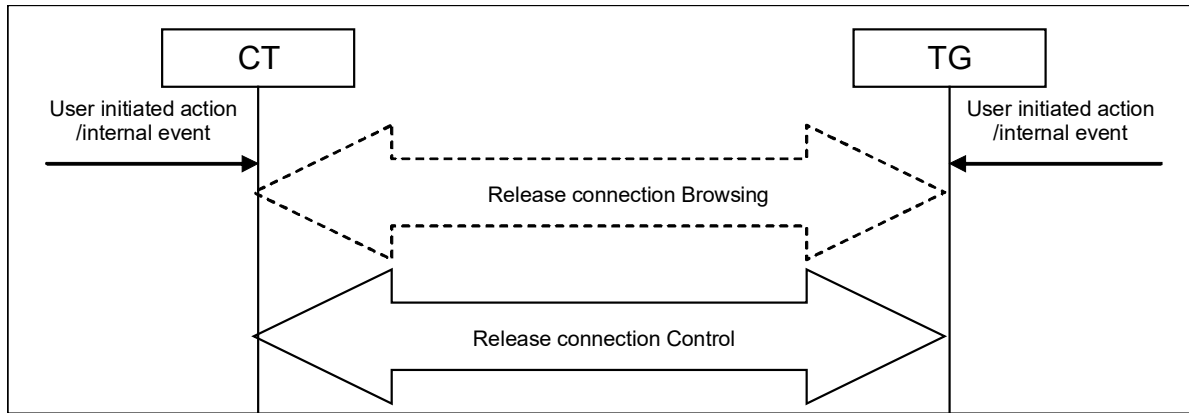 CT
TG
User initiated action
/internal event
User initiated action
/internal event
Release connection Browsing
Release connection Control